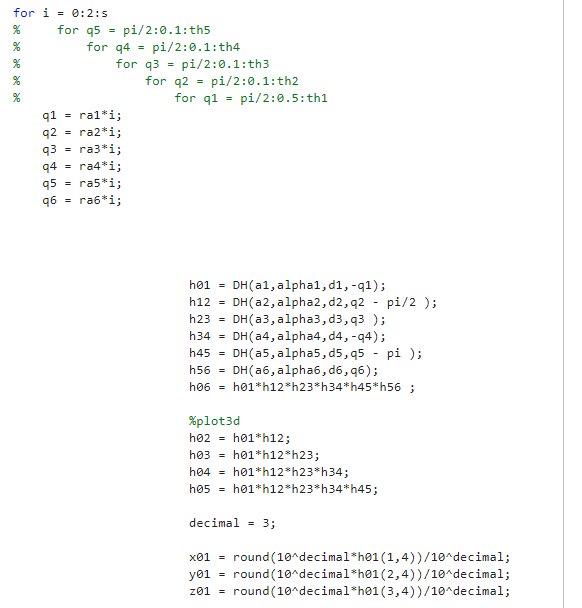 for i = 0:2:s
%     for q5 = pi/2:0.1:th5
%         for q4 = pi/2:0.1:th4
%             for q3 = pi/2:0.1:th3
%                 for q2 = pi/2:0.1:th2
%                     for q1 = pi/2:0.5:th1
    q1 = ra1*i;
    q2 = ra2*i;
    q3 = ra3*i;
    q4 = ra4*i;
    q5 = ra5*i;
    q6 = ra6*i;
                        h01 = DH(a1,alpha1,d1,-q1);
                        h12 = DH(a2,alpha2,d2,q2 - pi/2 );
                        h23 = DH(a3,alpha3,d3,q3 );
                        h34 = DH(a4,alpha4,d4,-q4);
                        h45 = DH(a5,alpha5,d5,q5 - pi );
                        h56 = DH(a6,alpha6,d6,q6);
                        h06 = h01*h12*h23*h34*h45*h56 ;
                        %plot3d
                        h02 = h01*h12;
                        h03 = h01*h12*h23;
                        h04 = h01*h12*h23*h34;
                        h05 = h01*h12*h23*h34*h45;
                        decimal = 3;
                        x01 = round(10^decimal*h01(1,4))/10^decimal;
                        y01 = round(10^decimal*h01(2,4))/10^decimal;
                        z01 = round(10^decimal*h01(3,4))/10^decimal;